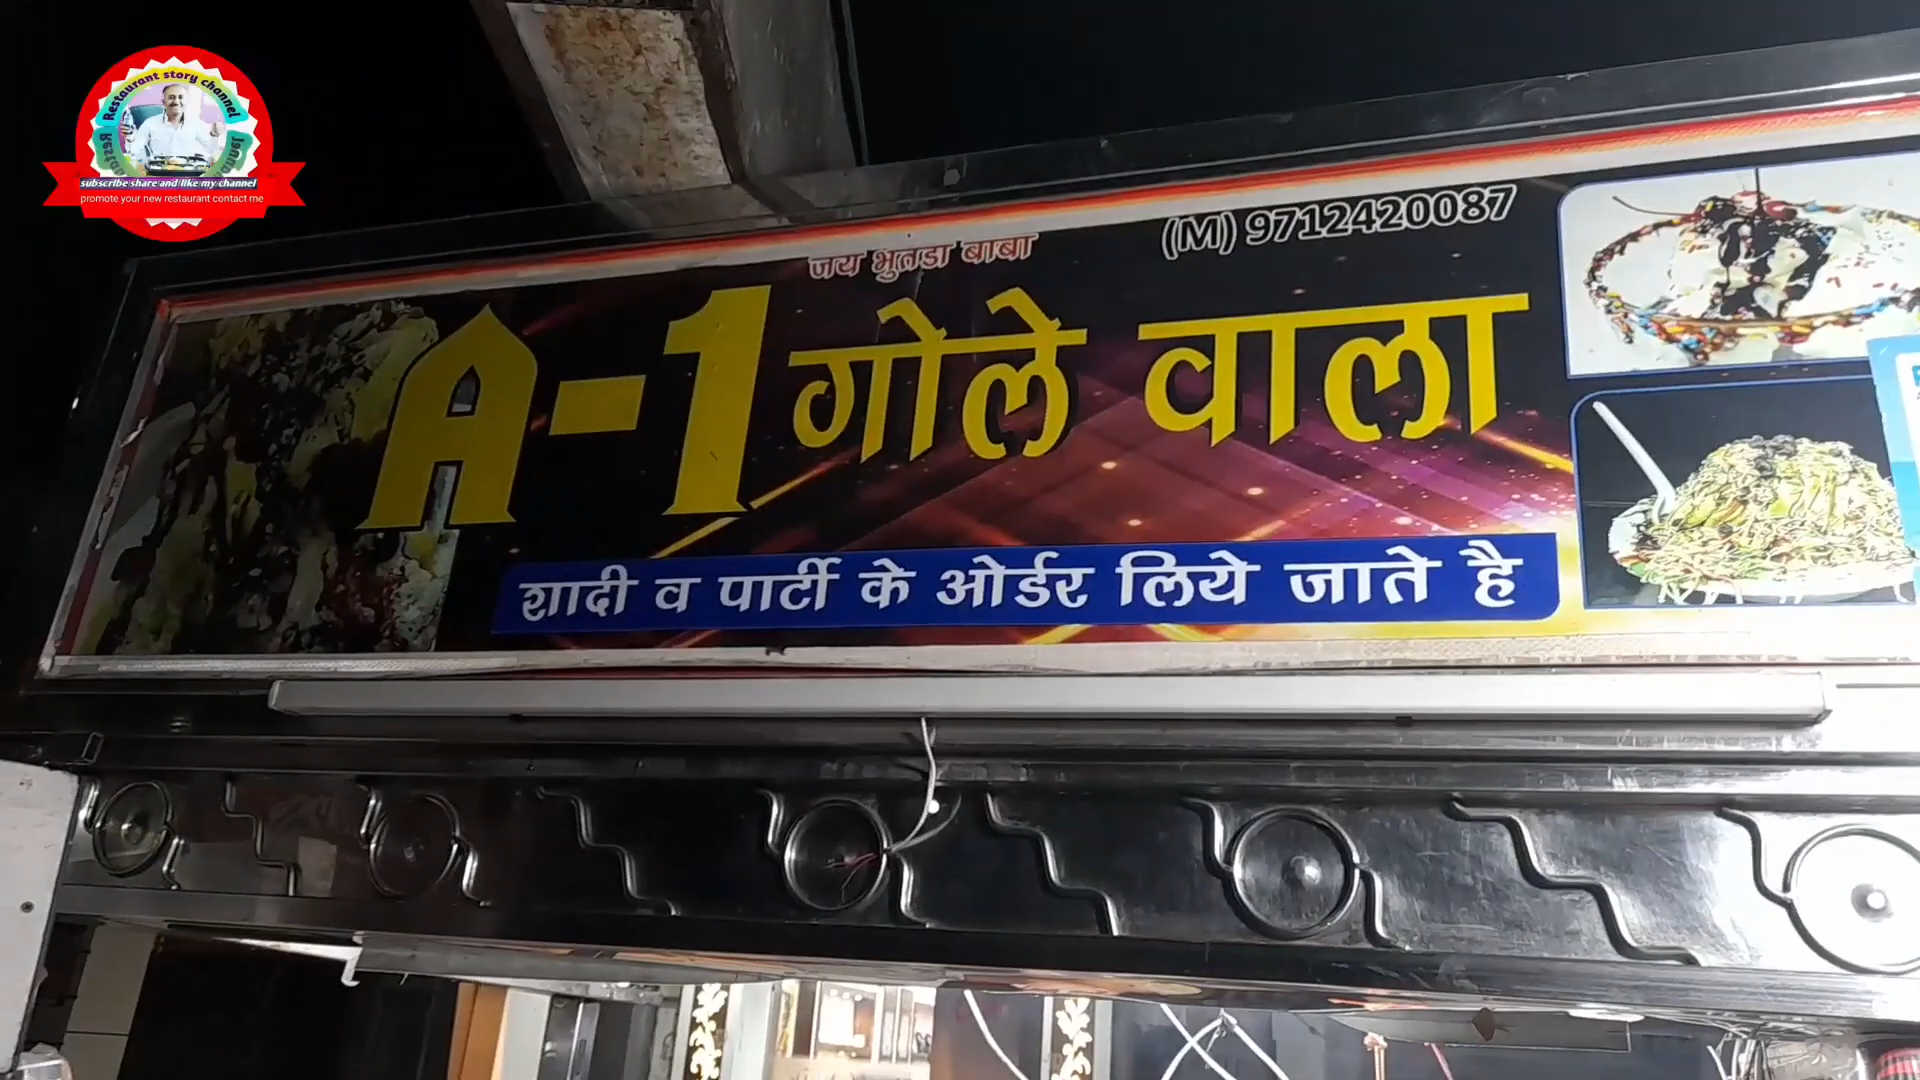 Restaurant story channel
subscribe share and like my channel
promote your new restaurant contact me
जय भुतडा बाबा
(M) 9712420087
A-1 गोले वाला
शादी व पार्टी के ओर्डर लिये जाते है